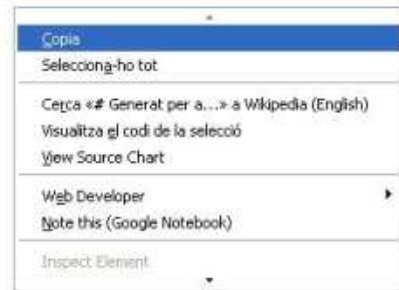 Copia
Selecciona-ho tot
Cerca «# Generat per a...» a Wikipedia (English)
Visualitza el codi de la selecció
View Source Chart
Web Developer
Note this (Google Notebook)
Inspect Element